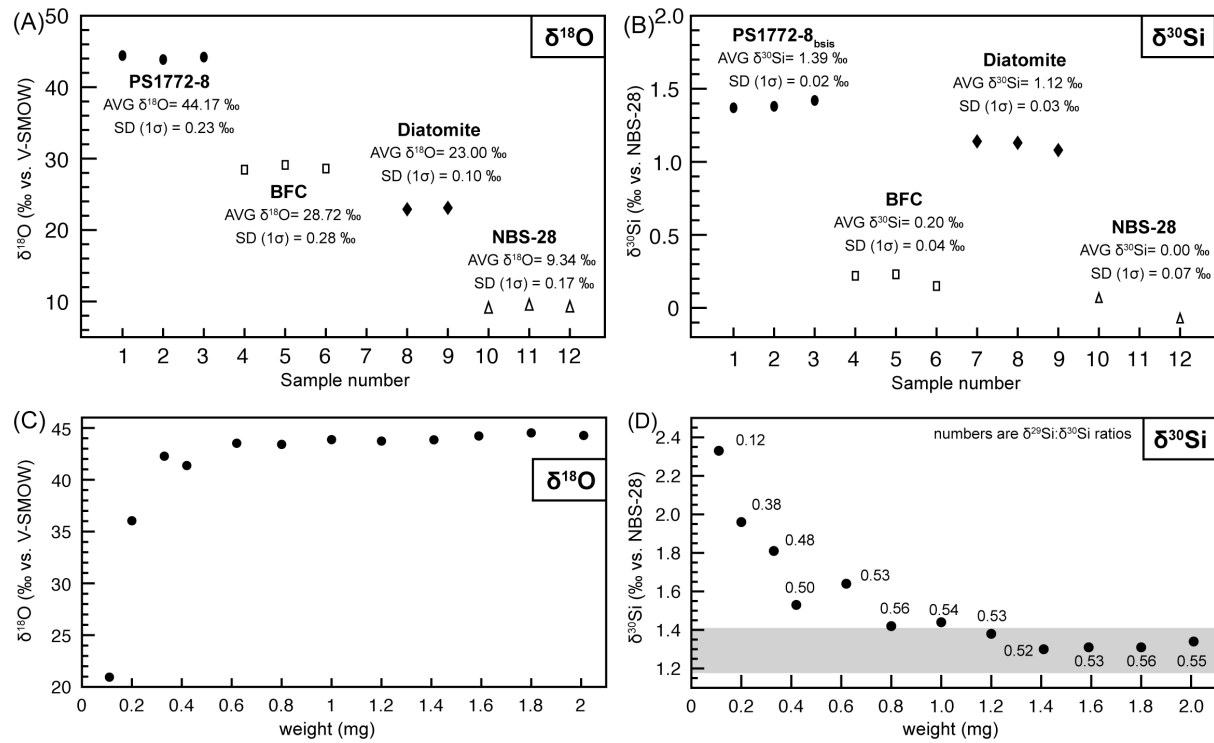 (A)
δ18O
50
40
30
20
10
δ18O (‰ vs. V-SMOW)
PS1772-8
AVG δ18O= 44.17 ‰
SD (1σ) = 0.23 ‰
BFC
AVG δ18O= 28.72 ‰
SD (1σ) = 0.28 ‰
Diatomite
AVG δ18O= 23.00 ‰
SD (1σ) = 0.10 ‰
NBS-28
AVG δ18O= 9.34 ‰
SD (1σ) = 0.17 ‰
1 2 3 4 5 6 7 8 9 10 11 12
Sample number
(B)
δ30Si
2.0
1.5
1.0
0.5
0
δ30Si (‰ vs. NBS-28)
PS1772-8bsis
AVG δ30Si= 1.39 ‰
SD (1σ) = 0.02 ‰
Diatomite
AVG δ30Si= 1.12 ‰
SD (1σ) = 0.03 ‰
BFC
AVG δ30Si= 0.20 ‰
SD (1σ) = 0.04 ‰
NBS-28
AVG δ30Si= 0.00 ‰
SD (1σ) = 0.07 ‰
1 2 3 4 5 6 7 8 9 10 12
Sample number
(C)
δ18O
45
40
35
30
25
20
δ18O (‰ vs. V-SMOW)
0 0.2 0.4 0.6 0.8 1.0 1.2 1.4 1.6 1.8 2
weight (mg)
(D)
numbers are δ29Si:δ30Si ratios
δ30Si
2.4
2.2
2.0
1.8
1.6
1.4
1.2
δ30Si (‰ vs. NBS-28)
0.12
0.38
0.48
0.50
0.53
0.56
0.54
0.53
0.52
0.53
0.56
0.55
0 0.2 0.4 0.6 0.8 1.0 1.2 1.4 1.6 1.8 2.0
weight (mg)